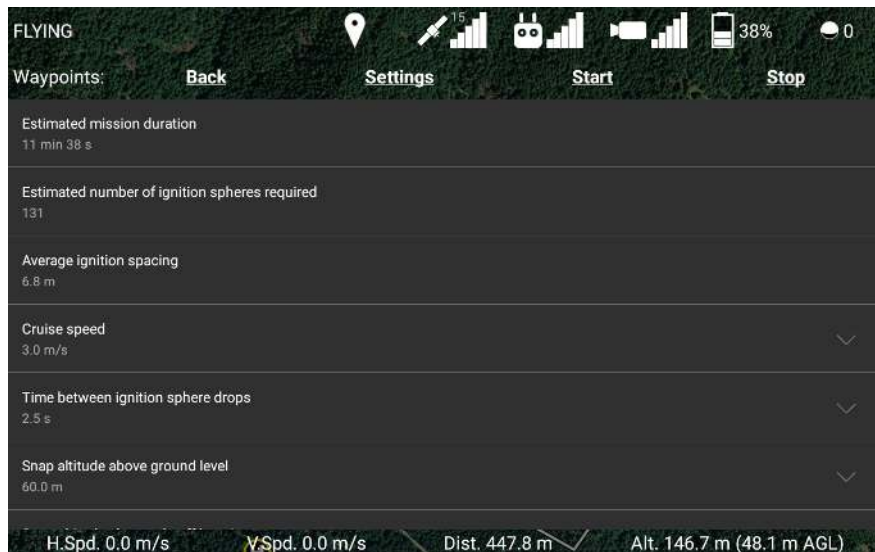 FLYING 15 38% 0
Waypoints: Back Settings Start Stop
Estimated mission duration
11 min 38 s
Estimated number of ignition spheres required
131
Average ignition spacing
6.8 m
Cruise speed
3.0 m/s
Time between ignition sphere drops
2.5 s
Snap altitude above ground level
60.0 m
H.Spd. 0.0 m/s V.Spd. 0.0 m/s Dist. 447.8 m Alt. 146.7 m (48.1 m AGL)